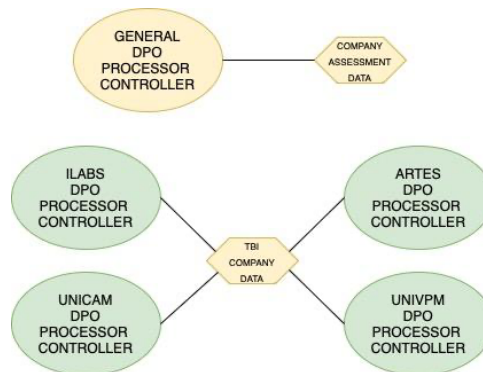 GENERAL
DPO
PROCESSOR
CONTROLLER
COMPANY
ASSESSMENT
DATA
ILABS
DPO
PROCESSOR
CONTROLLER
ARTES
DPO
PROCESSOR
CONTROLLER
TBI
COMPANY
DATA
UNICAM
DPO
PROCESSOR
CONTROLLER
UNIVPM
DPO
PROCESSOR
CONTROLLER